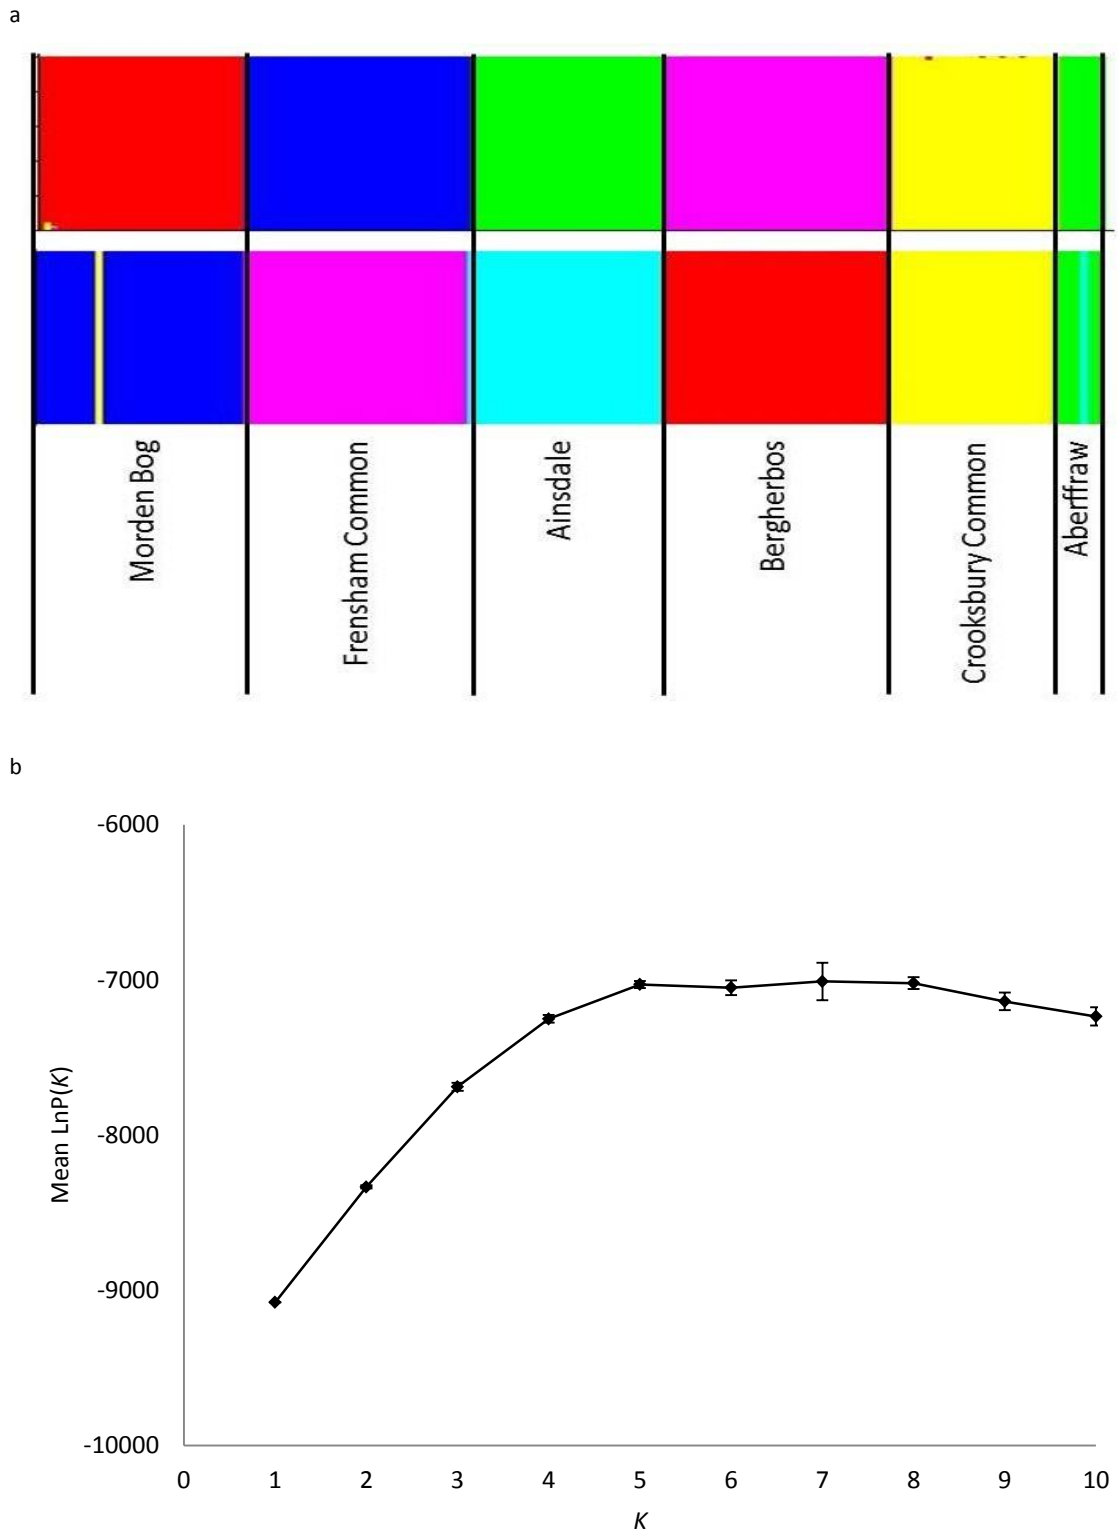 a
Morden Bog
Frensham Common
Ainsdale
Bergherbos
Crooksbury Common
Aberffraw
b
-6000
-7000
-8000
-9000
-10000
Mean LnP(K)
0 1 2 3 4 5 6 7 8 9 10
K